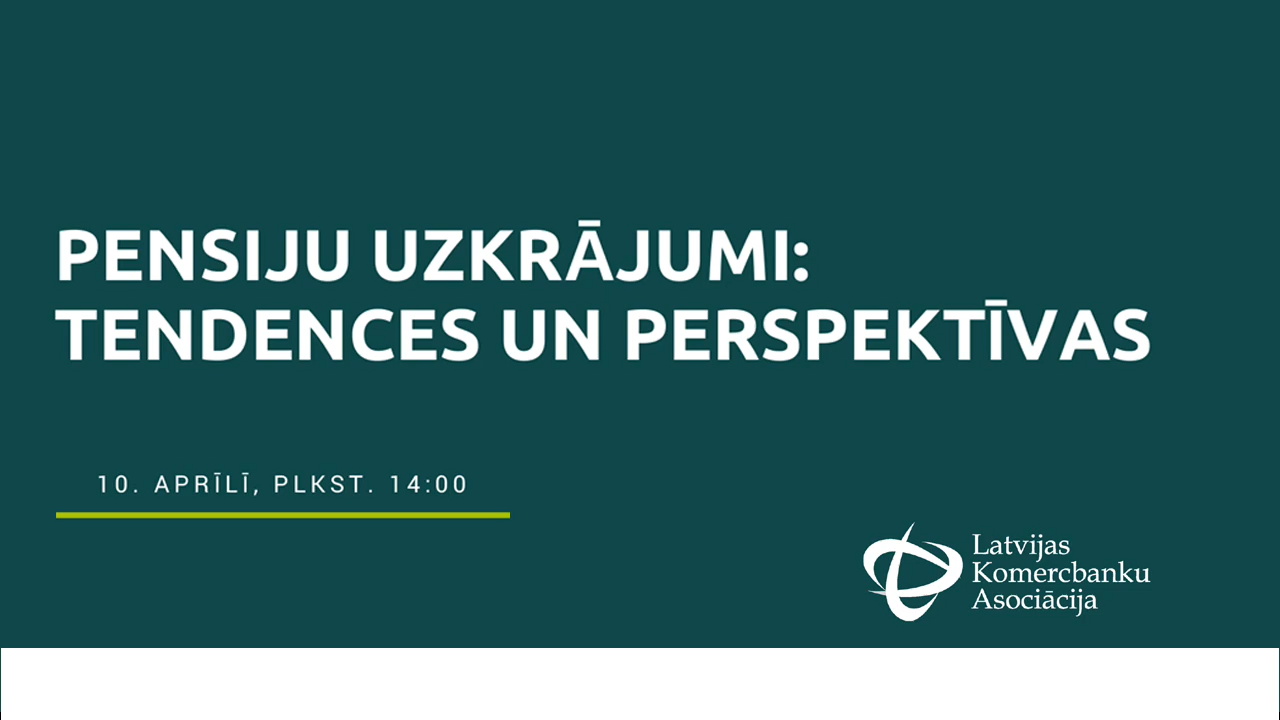 PENSIJU UZKRĀJUMI:
TENDENCES UN PERSPEKTĪVAS
10. APRĪLĪ, PLKST. 14:00
Latvijas
Komercbanku
Asociācija